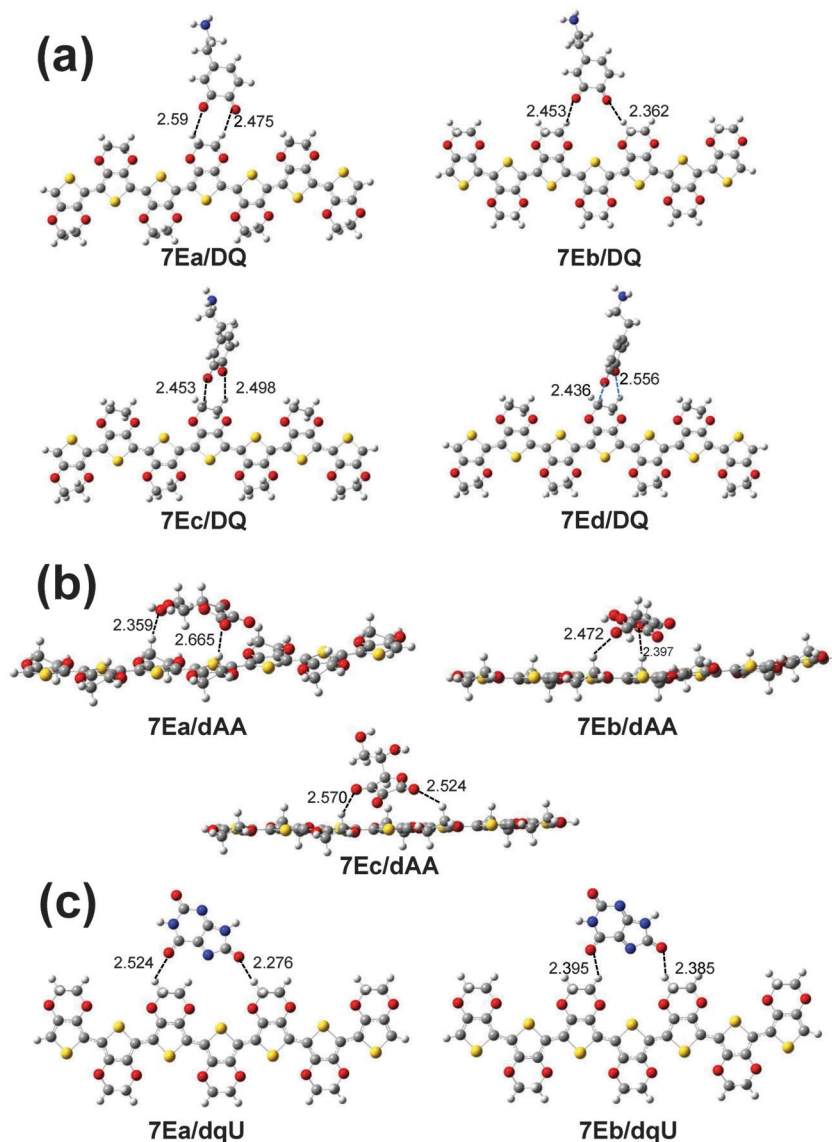 (a)
2.59
2.475
2.453
2.362
7Ea/DQ
7Eb/DQ
2.453
2.498
2.436
2.556
7Ec/DQ
7Ed/DQ
(b)
2.359
2.665
2.472
2.397
7Ea/dAA
7Eb/dAA
2.570
2.524
7Ec/dAA
(c)
2.524
2.276
2.395
2.385
7Ea/dqU
7Eb/dqU